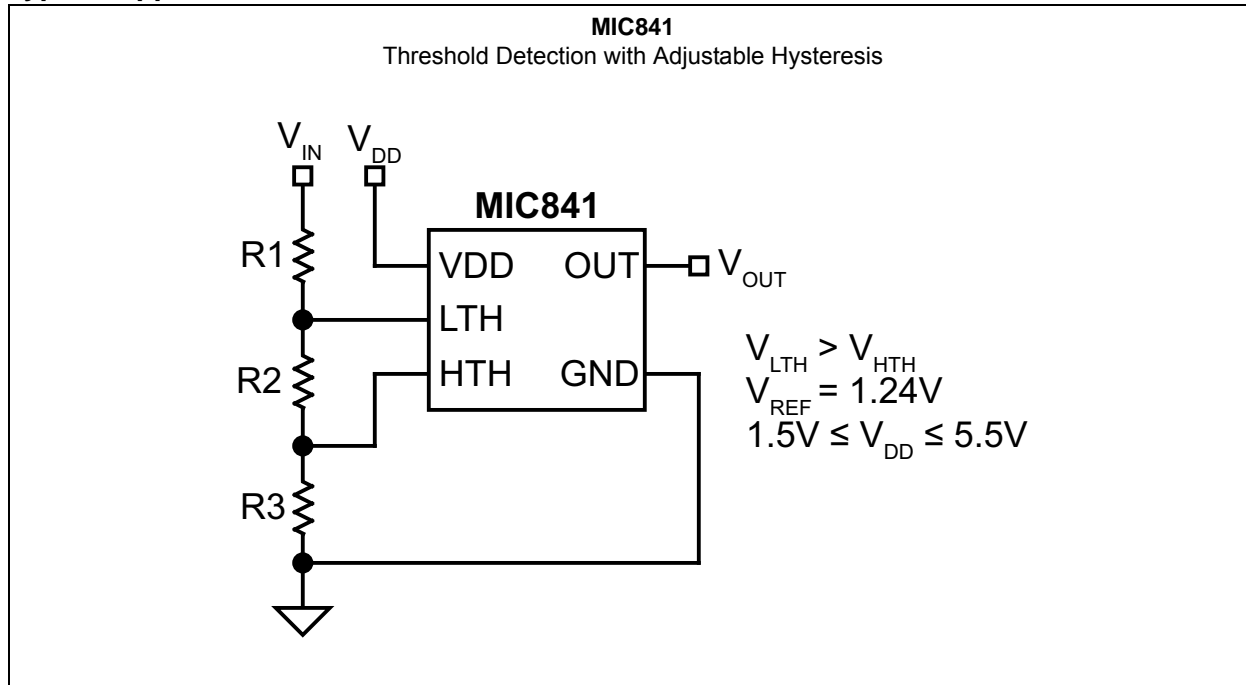 MIC841
Threshold Detection with Adjustable Hysteresis
V_IN
V_DD
MIC841
R1
VDD
OUT
V_OUT
LTH
R2
HTH
GND
V_LTH > V_HTH
V_REF = 1.24V
1.5V ≤ V_DD ≤ 5.5V
R3